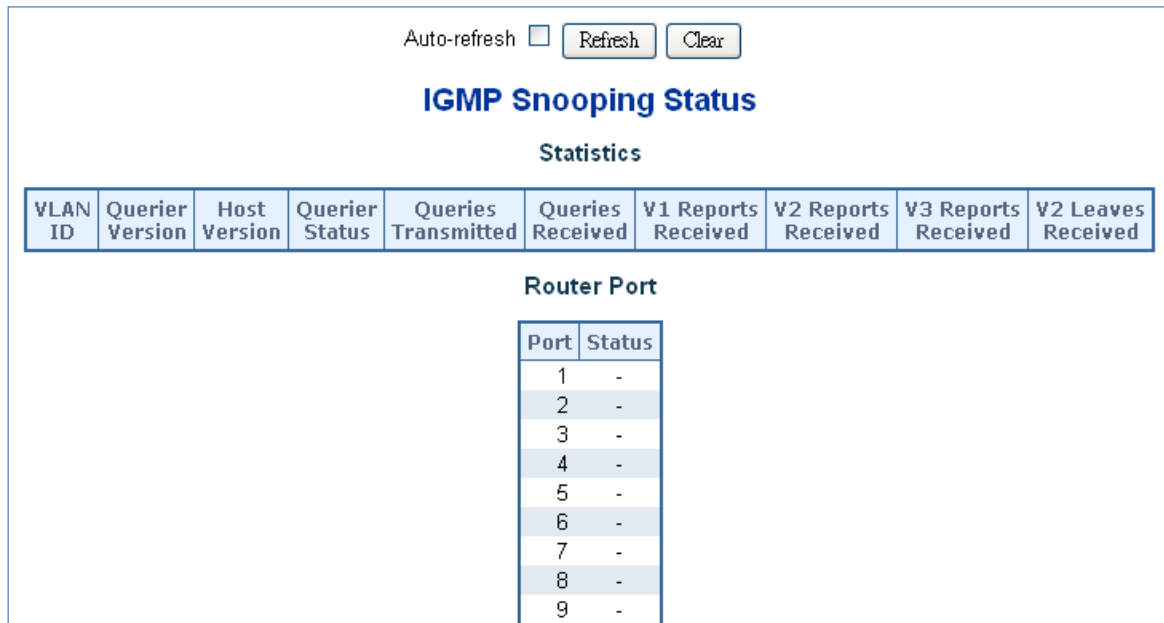 Auto-refresh Refresh Clear
IGMP Snooping Status
Statistics
VLAN ID Querier Version Host Version Querier Status Queries Transmitted Queries Received V1 Reports Received V2 Reports Received V3 Reports Received V2 Leaves Received
Router Port
Port Status
1 -
2 -
3 -
4 -
5 -
6 -
7 -
8 -
9 -